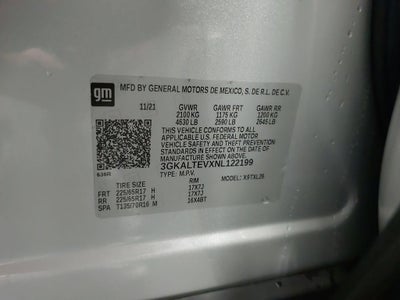 gm
MFD BY GENERAL MOTORS DE MEXICO, S. DE R.L. DE C.V.
11/21 GVWR GAWR FRT GAWR RR
2100 KG 1175 KG 1200 KG
4630 LB 2590 LB 2645 LB
THIS VEHICLE CONFORMS TO ALL
APPLICABLE U.S. FEDERAL MOTOR
VEHICLE SAFETY, BUMPER, AND
THEFT PREVENTION STANDARDS IN
EFFECT ON THE DATE OF
MANUFACTURE SHOWN ABOVE.
3GKALTEVXNL122199
TYPE: M.P.V. MODEL: X9TXL26
TIRE SIZE RIM
FRT 225/65R17 H 17X7J
RR 225/65R17 H 17X7J
SPA T135/70R16 M 16X4BT